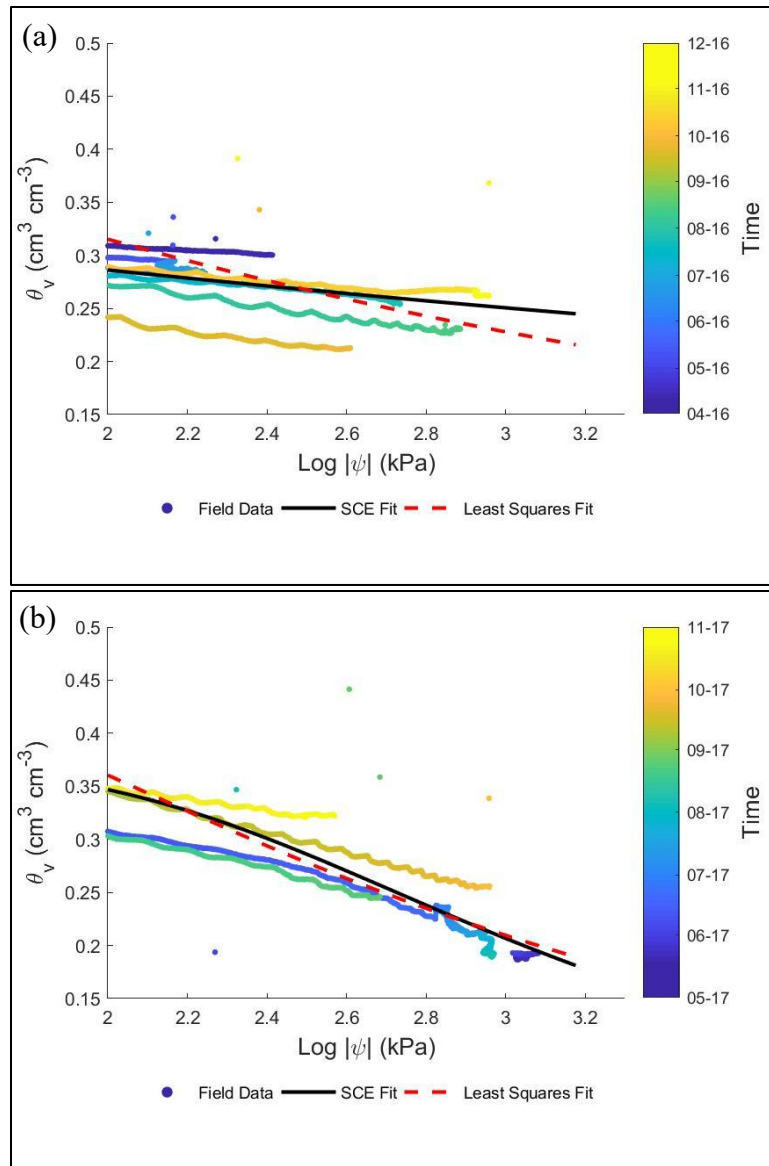 (a)
0.5
0.45
0.4
0.35
0.3
0.25
0.2
0.15
θv (cm3 cm-3)
2 2.2 2.4 2.6 2.8 3 3.2
Log |ψ| (kPa)
12-16
11-16
10-16
09-16
08-16
07-16
06-16
05-16
04-16
Time
Field Data SCE Fit Least Squares Fit
(b)
0.5
0.45
0.4
0.35
0.3
0.25
0.2
0.15
θv (cm3 cm-3)
2 2.2 2.4 2.6 2.8 3 3.2
Log |ψ| (kPa)
11-17
10-17
09-17
08-17
07-17
06-17
05-17
Time
Field Data SCE Fit Least Squares Fit